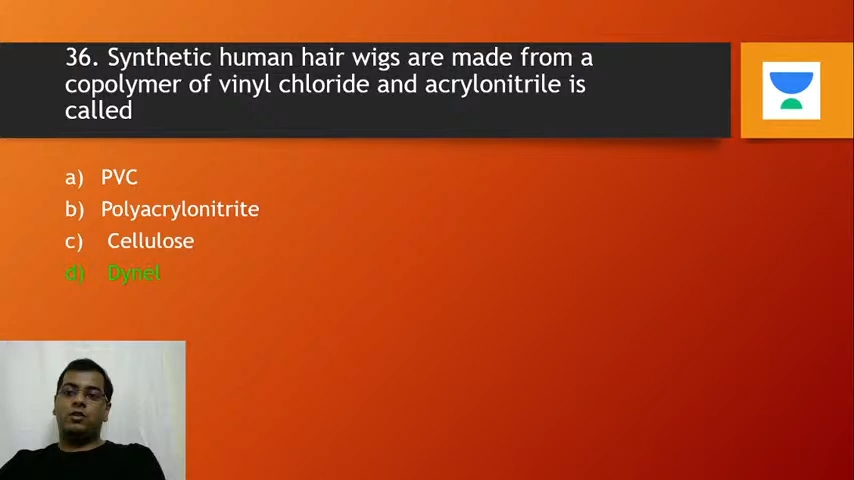 36. Synthetic human hair wigs are made from a
copolymer of vinyl chloride and acrylonitrile is
called
a) PVC
b) Polyacrylonitrite
c) Cellulose
d) Dynel